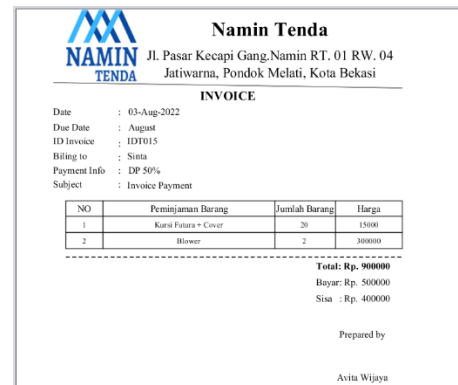 NAMIN
TENDA
Namin Tenda
Jl. Pasar Kecapi Gang.Namin RT. 01 RW. 04
Jatiwarna, Pondok Melati, Kota Bekasi
INVOICE
Date : 03-Aug-2022
Due Date : August
ID Invoice : IDT015
Biling to : Sinta
Payment Info : DP 50%
Subject : Invoice Payment
NO Peminjaman Barang Jumlah Barang Harga
1 Kursi Futura + Cover 20 15000
2 Blower 2 300000
Total: Rp. 900000
Bayar: Rp. 500000
Sisa : Rp. 400000
Prepared by
Avita Wijaya